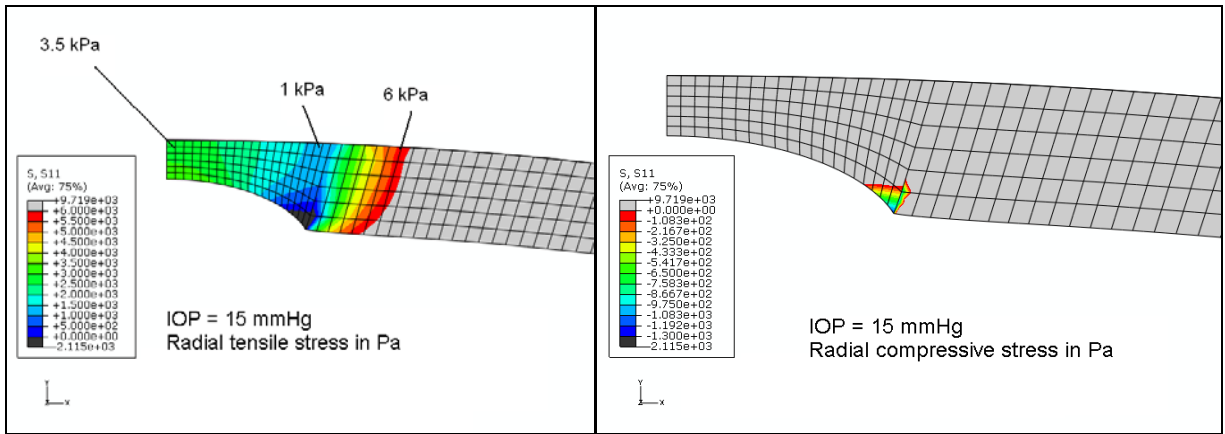 3.5 kPa
1 kPa
6 kPa
S, S11
(Avg: 75%)
+9.719e+03
+6.000e+03
+5.500e+03
+5.000e+03
+4.500e+03
+4.000e+03
+3.500e+03
+3.000e+03
+2.500e+03
+2.000e+03
+1.500e+03
+1.000e+03
+5.000e+02
+0.000e+00
-2.115e+03
IOP = 15 mmHg
Radial tensile stress in Pa
Y
Z X
S, S11
(Avg: 75%)
+9.719e+03
+0.000e+00
-1.083e+02
-2.167e+02
-3.250e+02
-4.333e+02
-5.417e+02
-6.500e+02
-7.583e+02
-8.667e+02
-9.750e+02
-1.083e+03
-1.192e+03
-1.300e+03
-2.115e+03
IOP = 15 mmHg
Radial compressive stress in Pa
Y
Z X